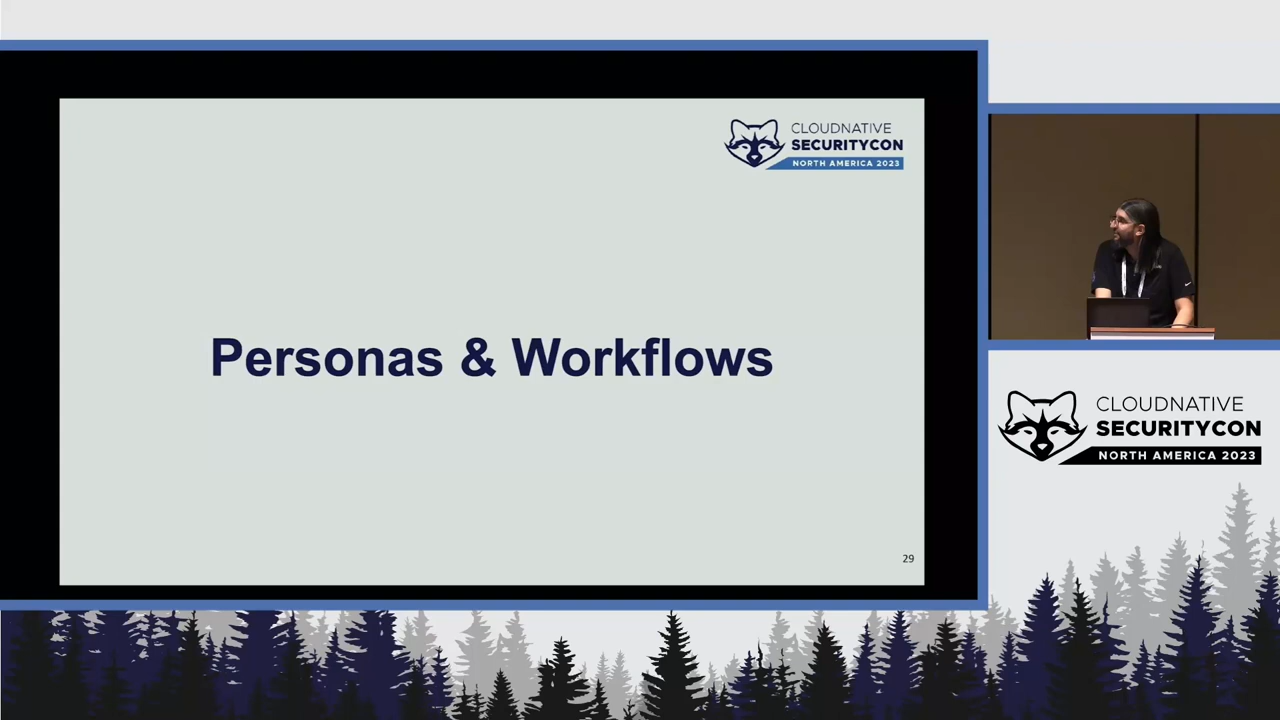 CLOUDNATIVE
SECURITYCON
NORTH AMERICA 2023
Personas & Workflows
29
CLOUDNATIVE
SECURITYCON
NORTH AMERICA 2023